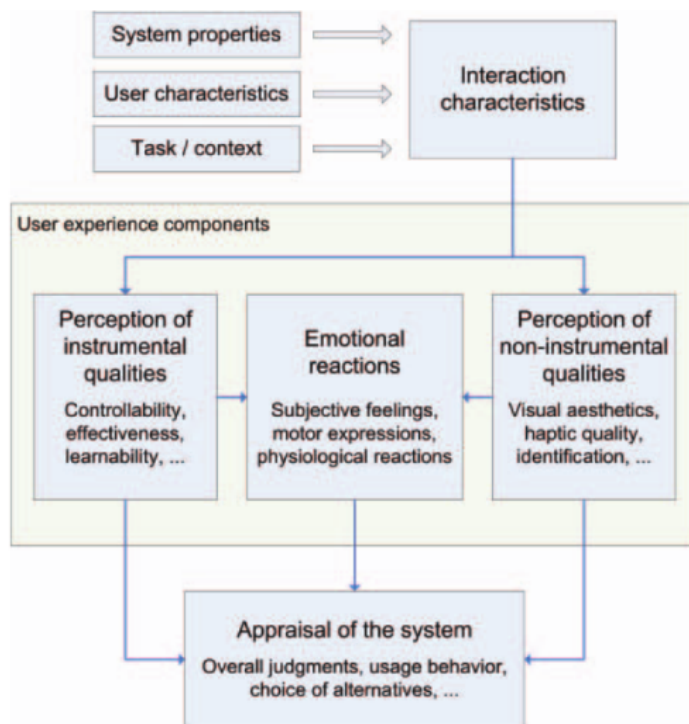 System properties
User characteristics
Task / context
Interaction
characteristics
User experience components
Perception of
instrumental
qualities
Controllability,
effectiveness,
learnability, ...
Emotional
reactions
Subjective feelings,
motor expressions,
physiological reactions
Perception of
non-instrumental
qualities
Visual aesthetics,
haptic quality,
identification, ...
Appraisal of the system
Overall judgments, usage behavior,
choice of alternatives, ...